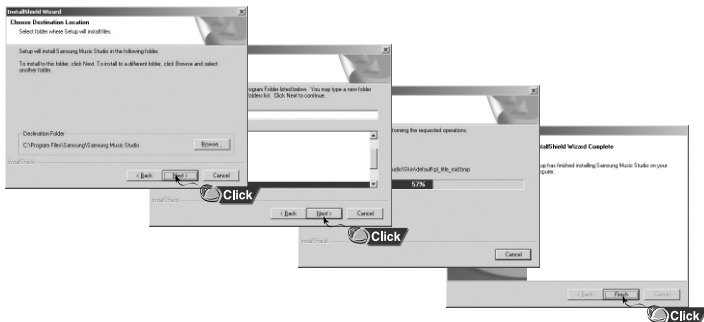 InstallShield Wizard
Choose Destination Location
Select folder where Setup will install files.
Setup will install Samsung Music Studio in the following folder.
To install to this folder, click Next. To install to a different folder, click Browse and select
another folder.
Destination Folder
C:\Program Files\Samsung\Samsung Music Studio
Browse...
InstallShield
< Back Next > Cancel
Click
ogram Folder listed below. You may type a new folder
folders list. Click Next to continue.
InstallShield
< Back Next > Cancel
Click
forming the requested operations.
udio\Skin\default\pl_title_mid.bmp
57%
InstallShield
Cancel
tallShield Wizard Complete
up has finished installing Samsung Music Studio on your
mputer.
< Back Finish Cancel
Click